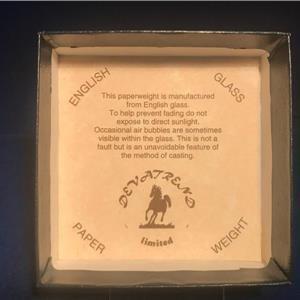 ENGLISH
GLASS
This paperweight is manufactured
from English glass.
To help prevent fading do not
expose to direct sunlight.
Occasional air bubbles are sometimes
visible within the glass. This is not a
fault but is an unavoidable feature of
the method of casting.
DEVATREND
limited
PAPER
WEIGHT